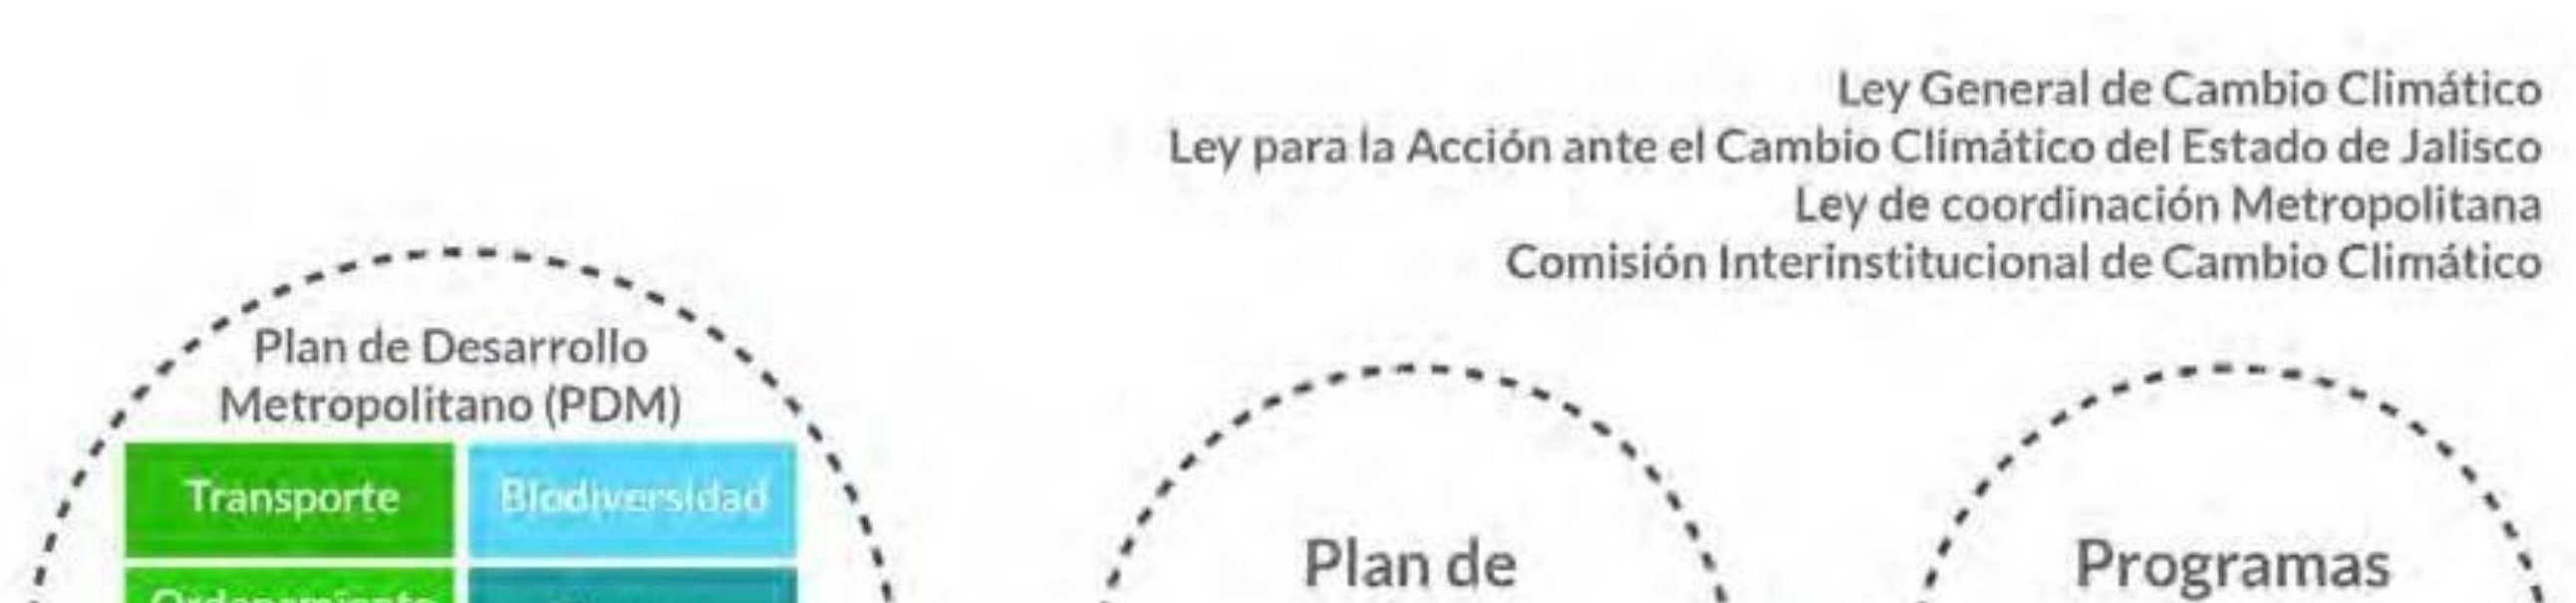 Ley General de Cambio Climático
Ley para la Acción ante el Cambio Climático del Estado de Jalisco
Ley de coordinación Metropolitana
Comisión Interinstitucional de Cambio Climático
Plan de Desarrollo
Metropolitano (PDM)
Transporte
Biodiversidad
Ordenamiento
Plan de
Programas